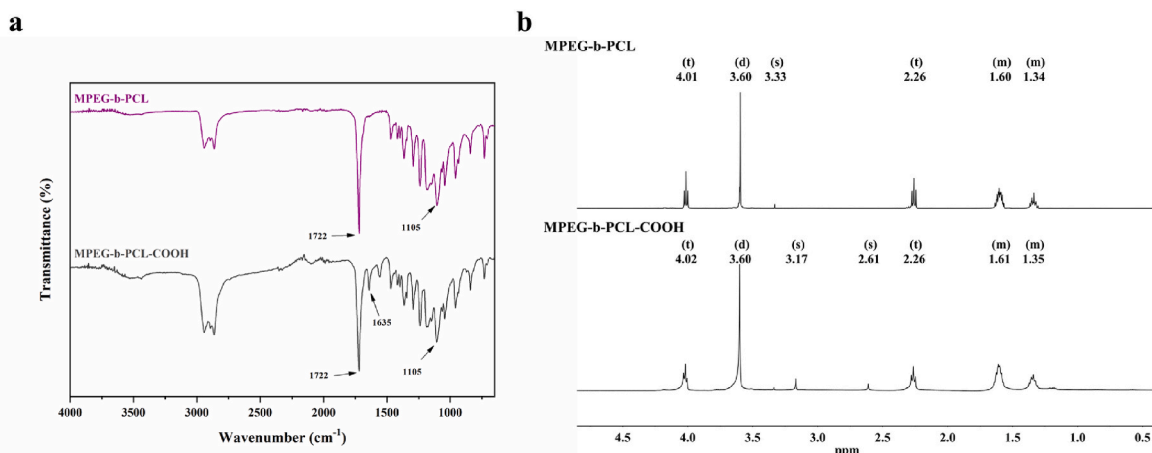 a
MPEG-b-PCL
1722
1105
MPEG-b-PCL-COOH
1635
1722
1105
Transmittance (%)
4000 3500 3000 2500 2000 1500 1000
Wavenumber (cm⁻¹)
b
MPEG-b-PCL
(t) (d) (s) (t) (m) (m)
4.01 3.60 3.33 2.26 1.60 1.34
MPEG-b-PCL-COOH
(t) (d) (s) (s) (t) (m) (m)
4.02 3.60 3.17 2.61 2.26 1.61 1.35
4.5 4.0 3.5 3.0 2.5 2.0 1.5 1.0 0.5
ppm